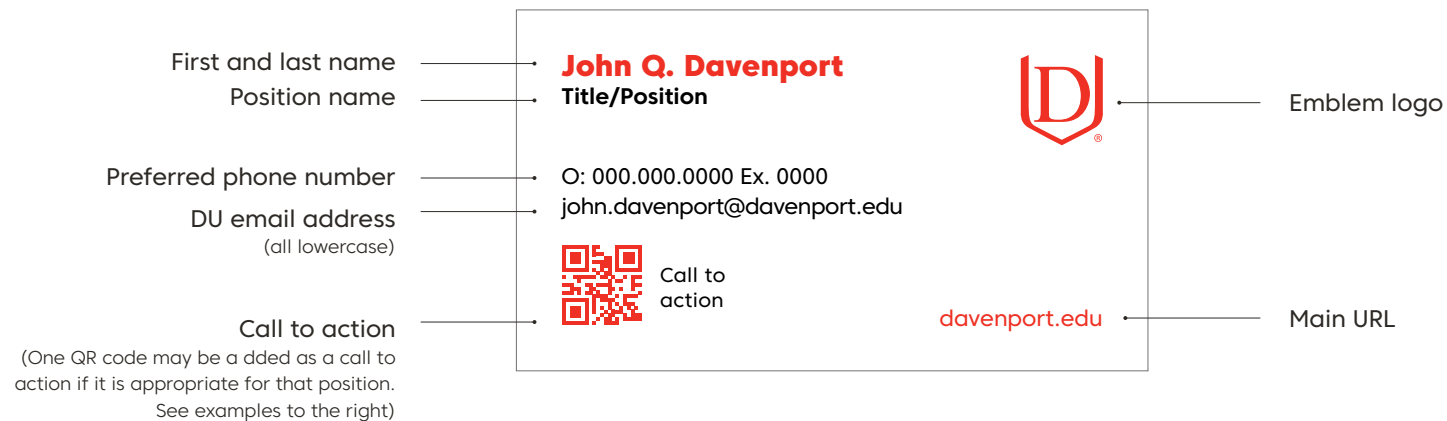 First and last name
Position name
Preferred phone number
DU email address
(all lowercase)
Call to action
(One QR code may be a dded as a call to
action if it is appropriate for that position.
See examples to the right)
John Q. Davenport
Title/Position
O: 000.000.0000 Ex. 0000
john.davenport@davenport.edu
Call to
action
D
®
davenport.edu
Emblem logo
Main URL